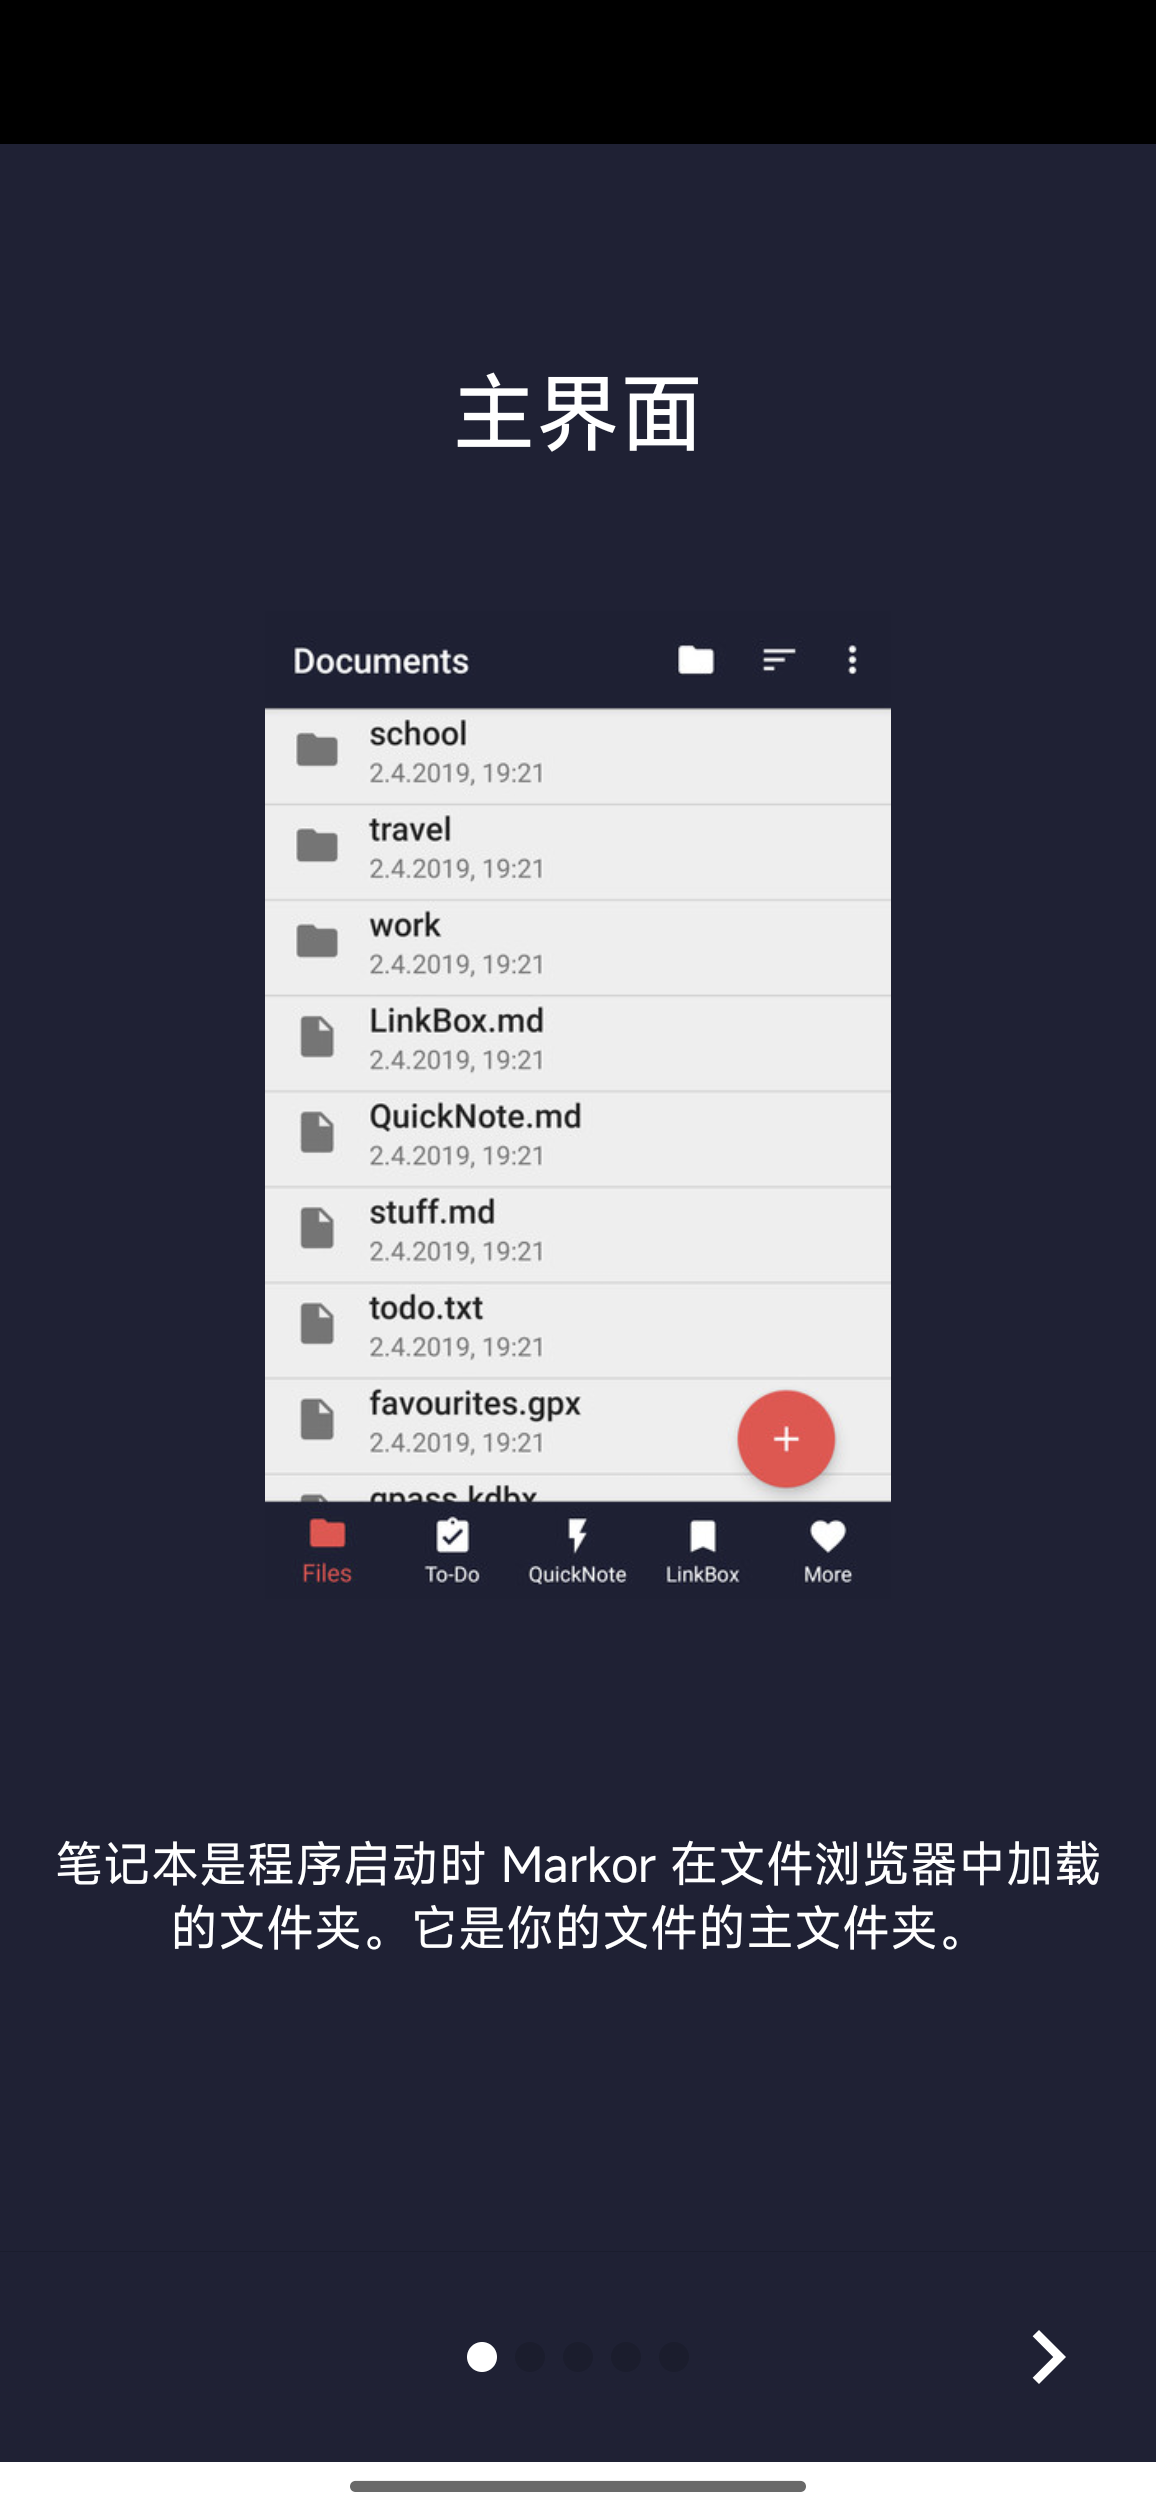 主界面
Documents
school
2.4.2019, 19:21
travel
2.4.2019, 19:21
work
2.4.2019, 19:21
LinkBox.md
2.4.2019, 19:21
QuickNote.md
2.4.2019, 19:21
stuff.md
2.4.2019, 19:21
todo.txt
2.4.2019, 19:21
favourites.gpx
2.4.2019, 19:21
Files To-Do QuickNote LinkBox More
笔记本是程序启动时 Markor 在文件浏览器中加载
的文件夹。它是你的文件的主文件夹。